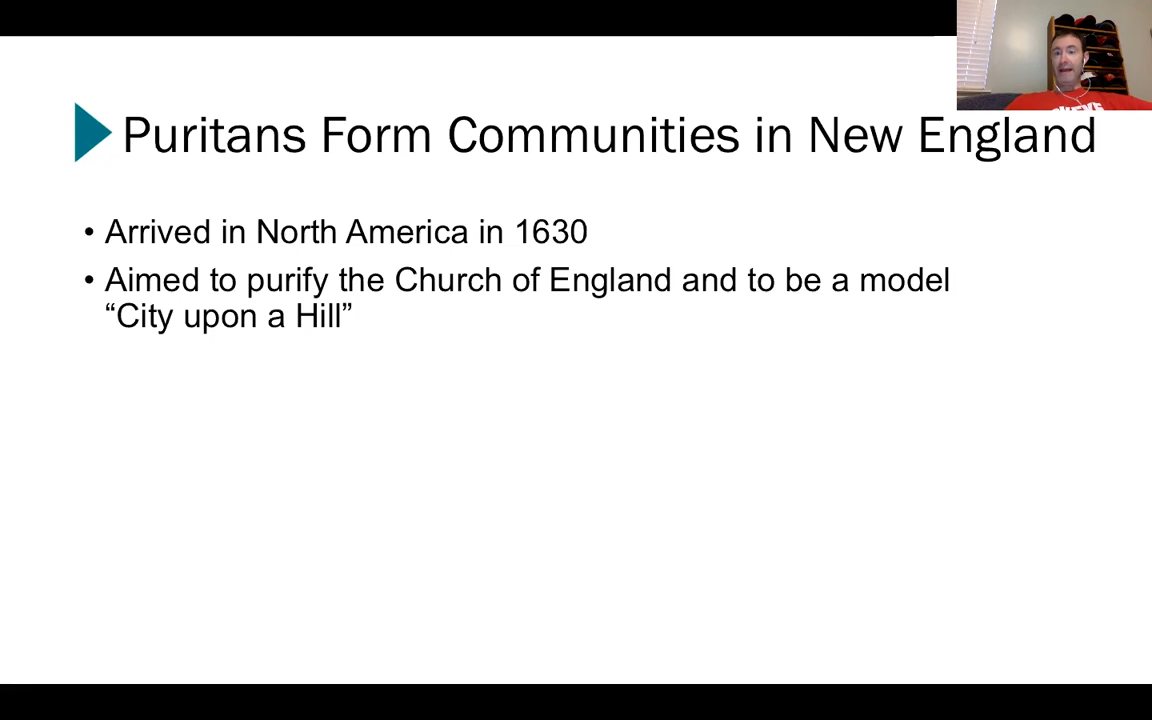 Puritans Form Communities in New England
• Arrived in North America in 1630
• Aimed to purify the Church of England and to be a model
“City upon a Hill”